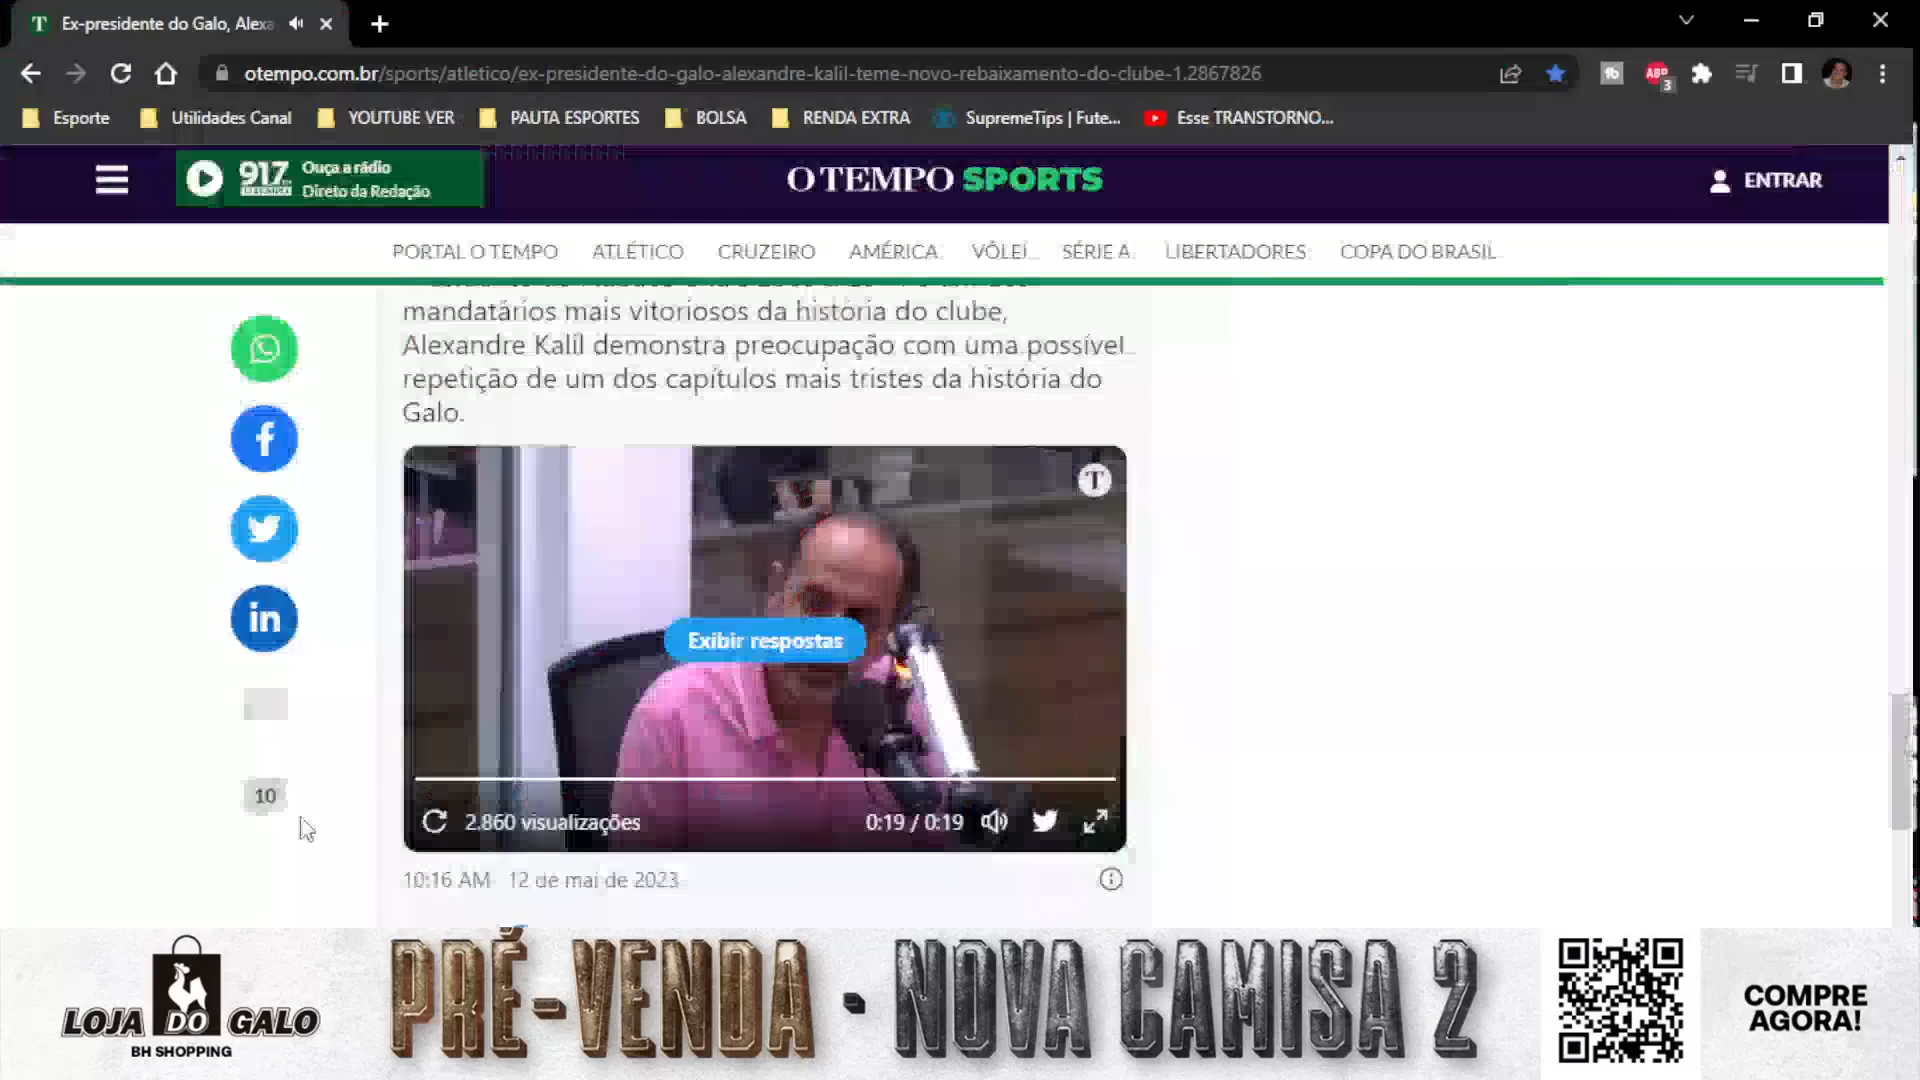 Ex-presidente do Galo, Alexa
otempo.com.br/sports/atletico/ex-presidente-do-galo-alexandre-kalil-teme-novo-rebaixamento-do-clube-1.2867826
ABP
3
Esporte
Utilidades Canal
YOUTUBE VER
PAUTA ESPORTES
BOLSA
RENDA EXTRA
SupremeTips | Fute...
Esse TRANSTORNO...
917
Ouça a rádio
Direto da Redação
O TEMPO SPORTS
ENTRAR
PORTAL O TEMPO
ATLÉTICO
CRUZEIRO
AMÉRICA
VÔLEI
SÉRIE A
LIBERTADORES
COPA DO BRASIL
mandatários mais vitoriosos da história do clube,
Alexandre Kalil demonstra preocupação com uma possível
repetição de um dos capítulos mais tristes da história do
Galo.
T
Exibir respostas
2.860 visualizações
0:19 / 0:19
10:16 AM 12 de mai de 2023
10
LOJA DO GALO
BH SHOPPING
PRÉ-VENDA · NOVA CAMISA 2
COMPRE
AGORA!